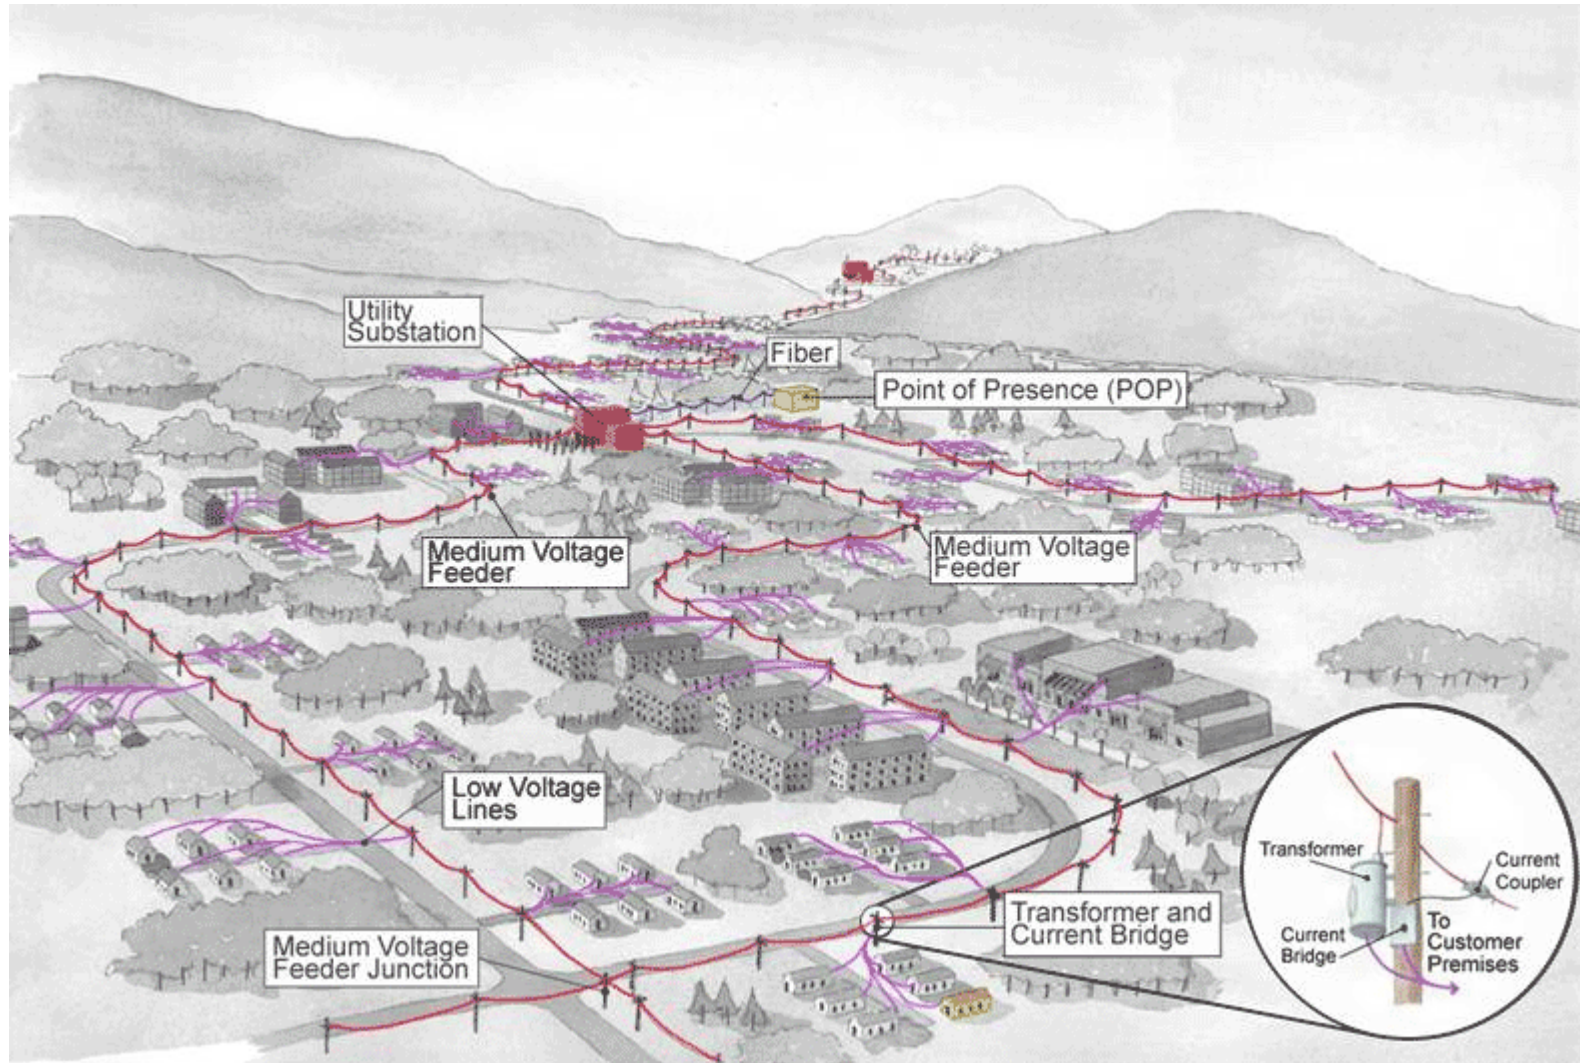 Utility
Substation
Fiber
Point of Presence (POP)
Medium Voltage
Feeder
Medium Voltage
Feeder
Low Voltage
Lines
Transformer and
Current Bridge
Medium Voltage
Feeder Junction
Transformer
Current
Coupler
Current
Bridge
To
Customer
Premises